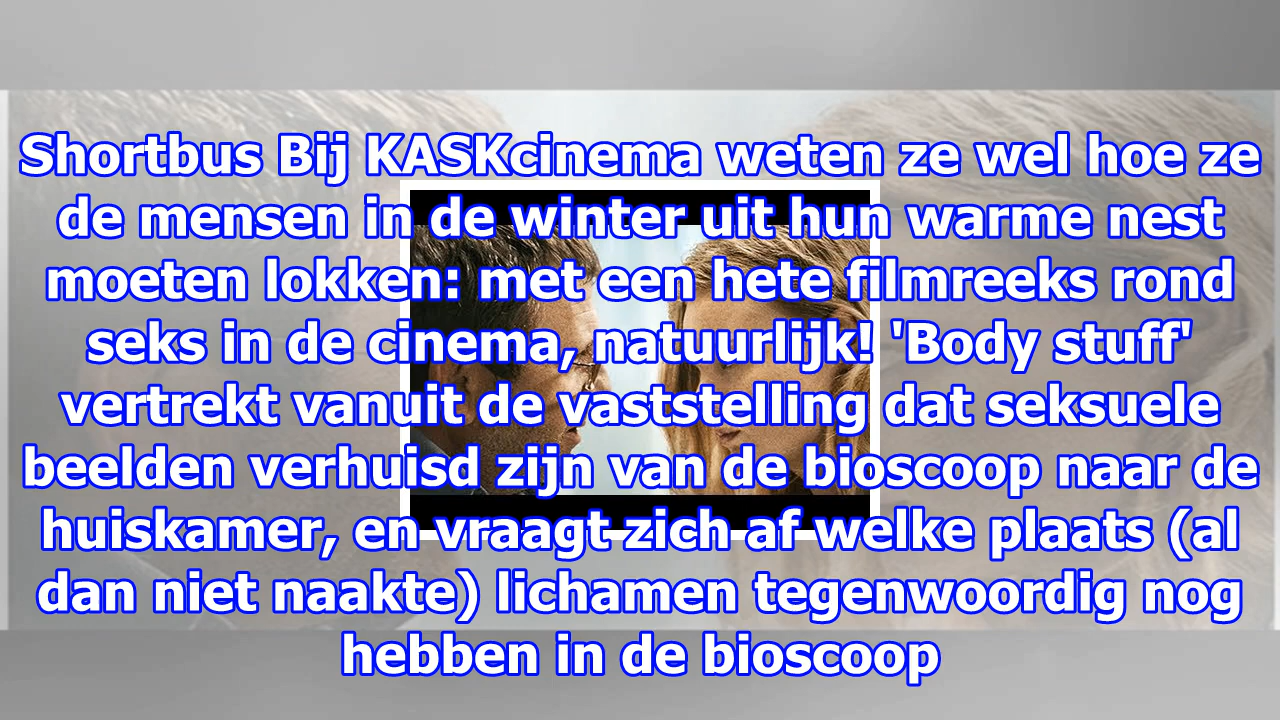 Shortbus Bij KASKcinema weten ze wel hoe ze
de mensen in de winter uit hun warme nest
moeten lokken: met een hete filmreeks rond
seks in de cinema, natuurlijk! 'Body stuff'
vertrekt vanuit de vaststelling dat seksuele
beelden verhuisd zijn van de bioscoop naar de
huiskamer, en vraagt zich af welke plaats (al
dan niet naakte) lichamen tegenwoordig nog
hebben in de bioscoop